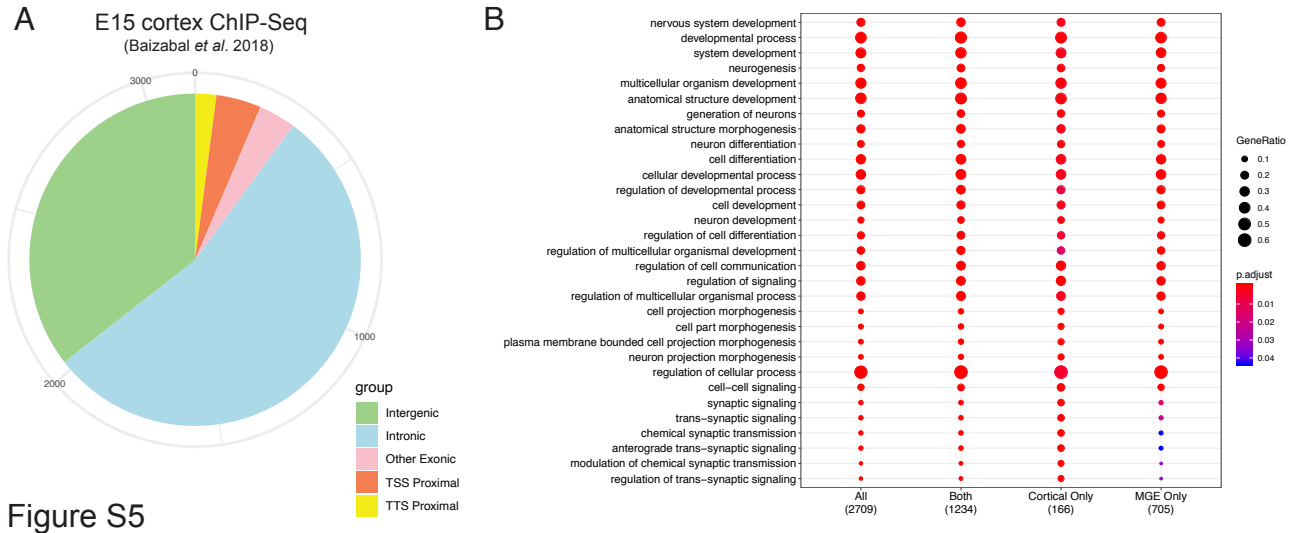 A
E15 cortex ChIP-Seq
(Baizabal et al. 2018)
0
3000
1000
2000
group
Intergenic
Intronic
Other Exonic
TSS Proximal
TTS Proximal
Figure S5
B
nervous system development
developmental process
system development
neurogenesis
multicellular organism development
anatomical structure development
generation of neurons
anatomical structure morphogenesis
neuron differentiation
cell differentiation
cellular developmental process
regulation of developmental process
cell development
neuron development
regulation of cell differentiation
regulation of multicellular organismal development
regulation of cell communication
regulation of signaling
regulation of multicellular organismal process
cell projection morphogenesis
cell part morphogenesis
plasma membrane bounded cell projection morphogenesis
neuron projection morphogenesis
regulation of cellular process
cell−cell signaling
synaptic signaling
trans−synaptic signaling
chemical synaptic transmission
anterograde trans−synaptic signaling
modulation of chemical synaptic transmission
regulation of trans−synaptic signaling
All Both Cortical Only MGE Only
(2709) (1234) (166) (705)
GeneRatio
0.1
0.2
0.3
0.4
0.5
0.6
p.adjust
0.01
0.02
0.03
0.04